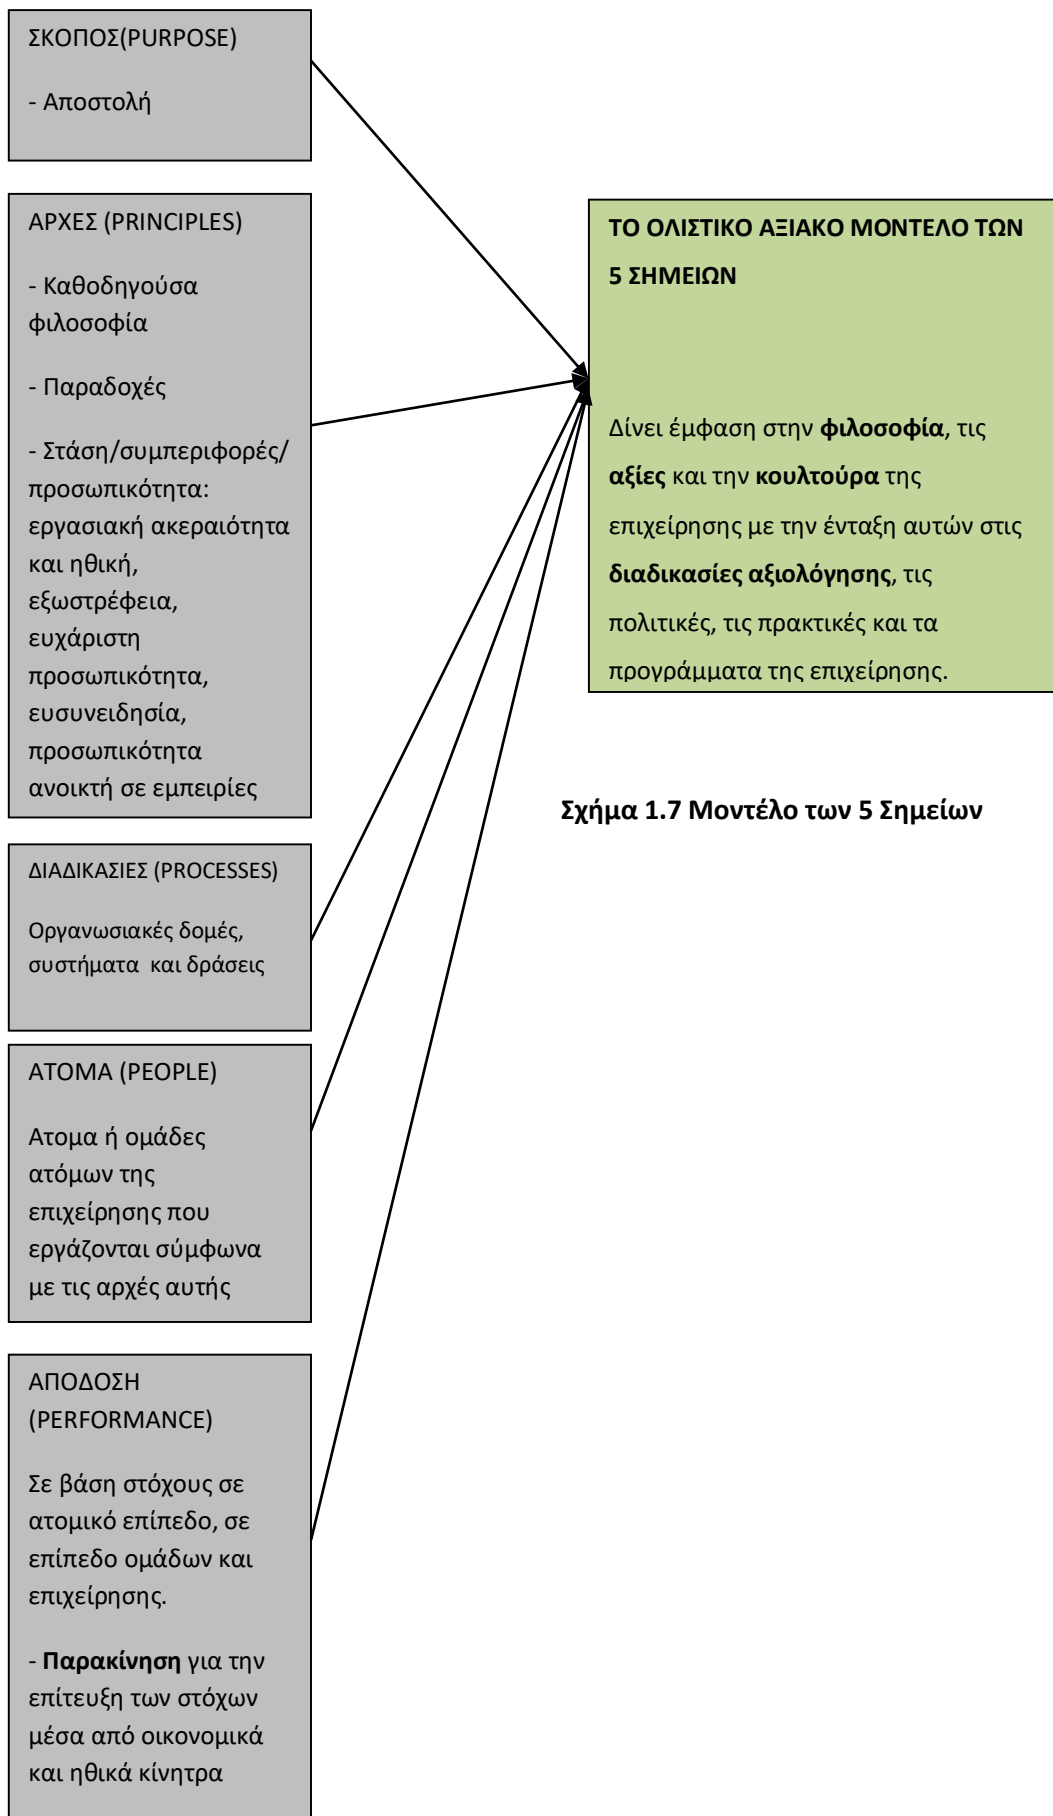 ΣΚΟΠΟΣ(PURPOSE)
- Αποστολή
ΑΡΧΕΣ (PRINCIPLES)
- Καθοδηγούσα
φιλοσοφία
- Παραδοχές
- Στάση/συμπεριφορές/
προσωπικότητα:
εργασιακή ακεραιότητα
και ηθική,
εξωστρέφεια,
ευχάριστη
προσωπικότητα,
ευσυνειδησία,
προσωπικότητα
ανοικτή σε εμπειρίες
ΔΙΑΔΙΚΑΣΙΕΣ (PROCESSES)
Οργανωσιακές δομές,
συστήματα και δράσεις
ΑΤΟΜΑ (PEOPLE)
Ατομα ή ομάδες
ατόμων της
επιχείρησης που
εργάζονται σύμφωνα
με τις αρχές αυτής
ΑΠΟΔΟΣΗ
(PERFORMANCE)
Σε βάση στόχους σε
ατομικό επίπεδο, σε
επίπεδο ομάδων και
επιχείρησης.
- Παρακίνηση για την
επίτευξη των στόχων
μέσα από οικονομικά
και ηθικά κίνητρα
ΤΟ ΟΛΙΣΤΙΚΟ ΑΞΙΑΚΟ ΜΟΝΤΕΛΟ ΤΩΝ
5 ΣΗΜΕΙΩΝ
Δίνει έμφαση στην φιλοσοφία, τις
αξίες και την κουλτούρα της
επιχείρησης με την ένταξη αυτών στις
διαδικασίες αξιολόγησης, τις
πολιτικές, τις πρακτικές και τα
προγράμματα της επιχείρησης.
Σχήμα 1.7 Μοντέλο των 5 Σημείων